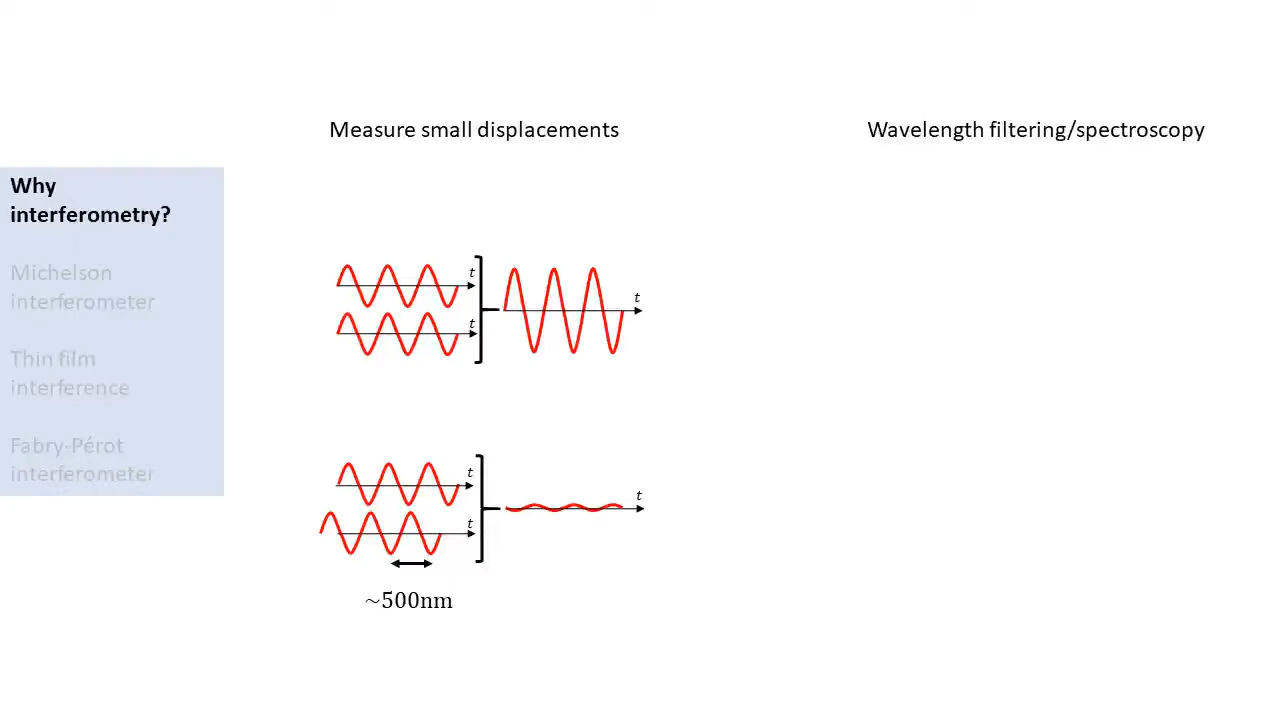 Measure small displacements
Wavelength filtering/spectroscopy
Why
interferometry?
Michelson
interferometer
Thin film
interference
Fabry-Pérot
interferometer
t
t
t
t
t
t
~500nm